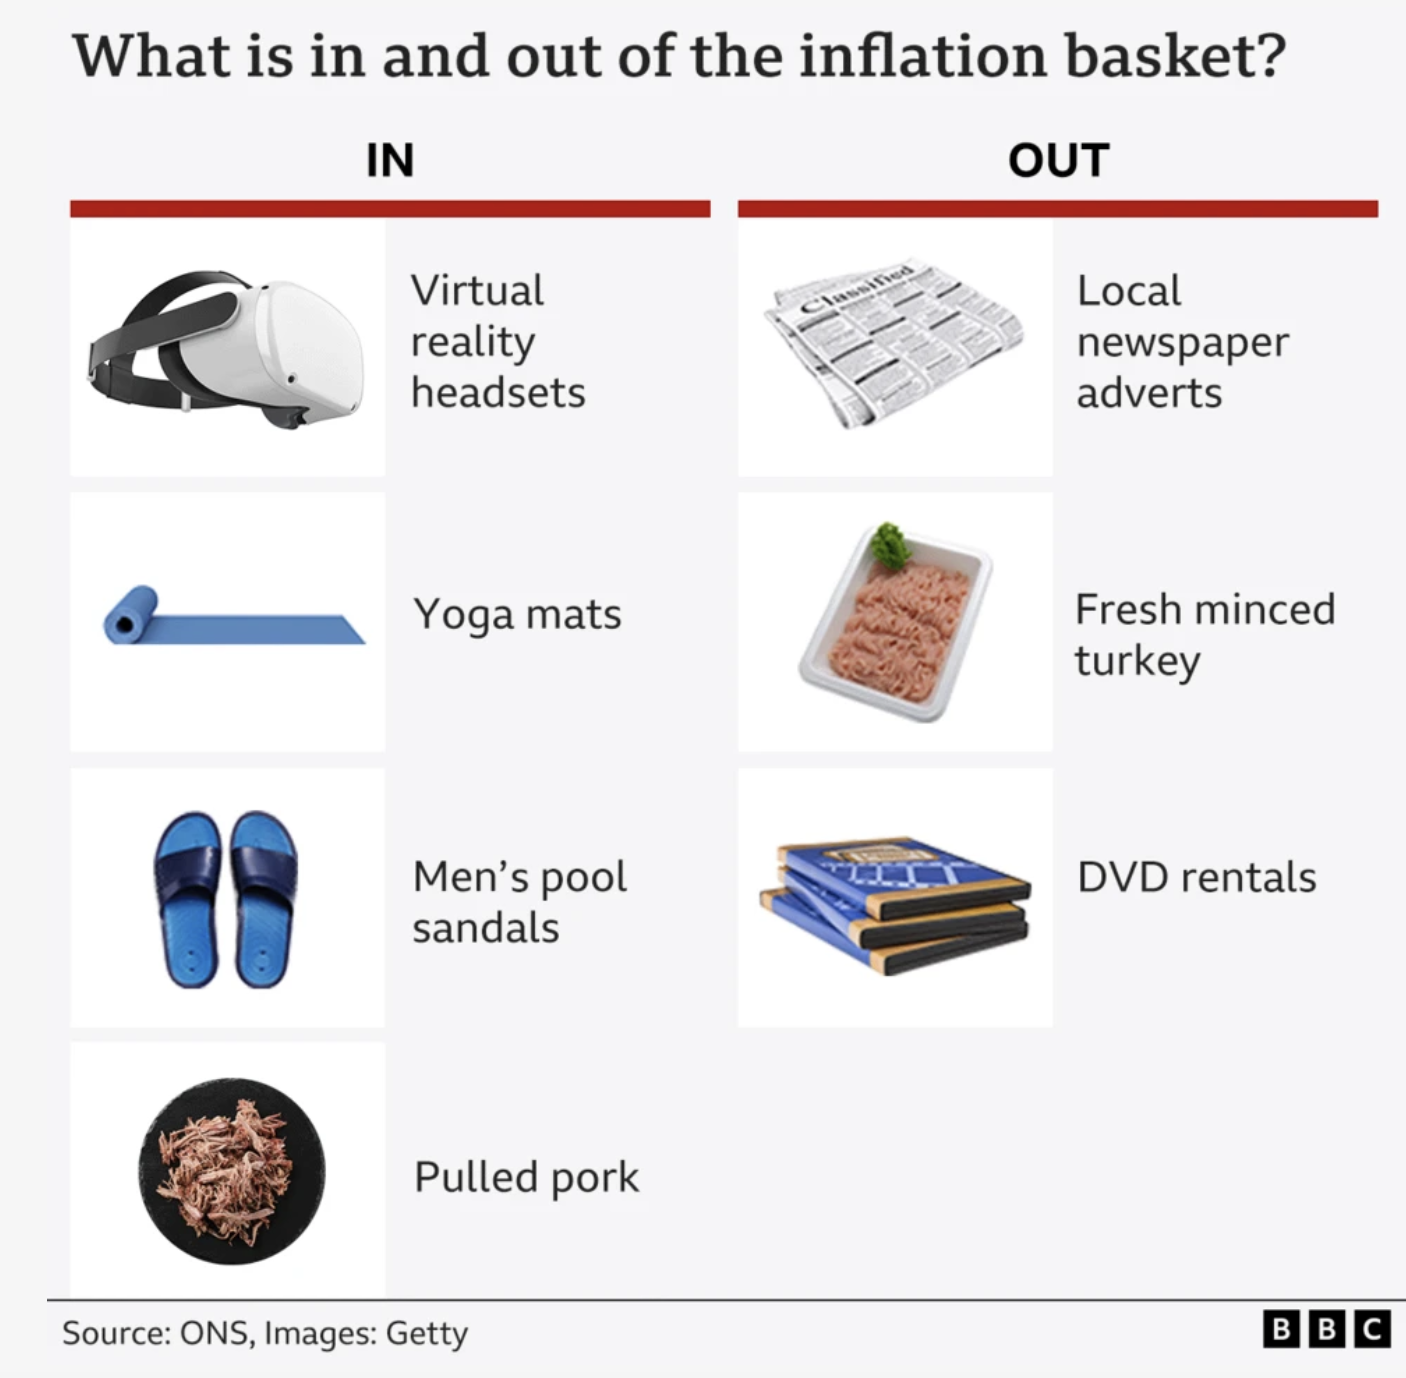 What is in and out of the inflation basket?
IN
Virtual
reality
headsets
Yoga mats
Men's pool
sandals
Pulled pork
OUT
Classified
Local
newspaper
adverts
Fresh minced
turkey
DVD rentals
Source: ONS, Images: Getty
BBC